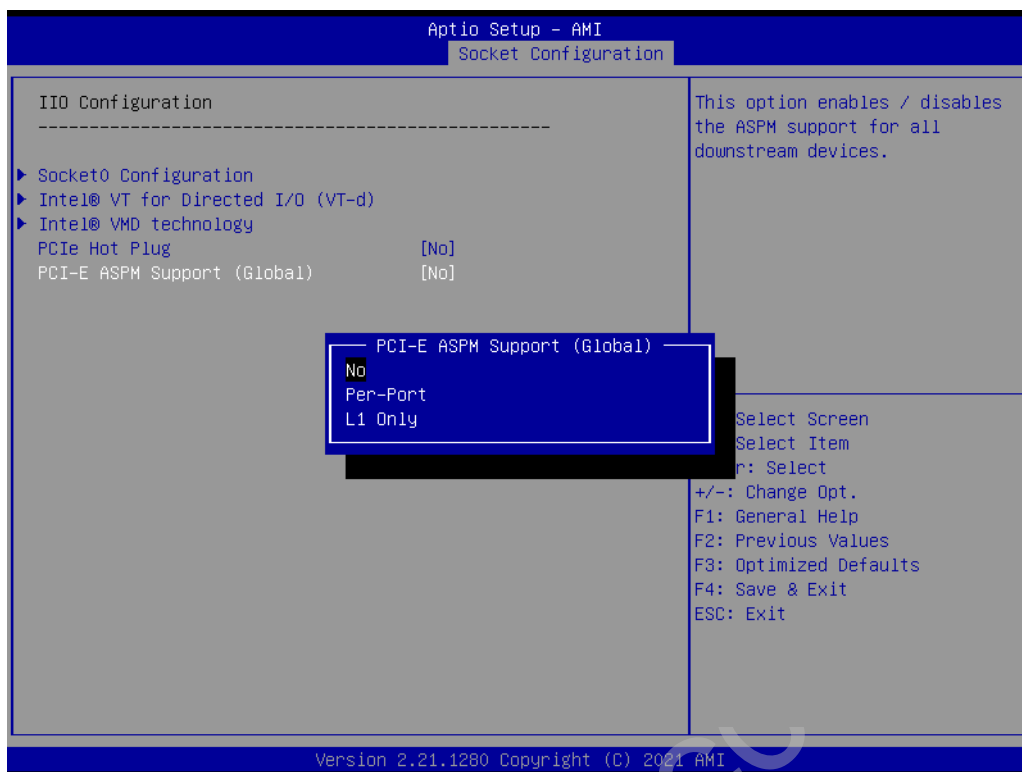 Aptio Setup – AMI
Socket Configuration
IIO Configuration
--------------------------------------------------
Socket0 Configuration
Intel® VT for Directed I/O (VT-d)
Intel® VMD technology
PCIe Hot Plug [No]
PCI-E ASPM Support (Global) [No]
This option enables / disables
the ASPM support for all
downstream devices.
PCI-E ASPM Support (Global)
No
Per-Port
L1 Only
Select Screen
Select Item
r: Select
+/-: Change Opt.
F1: General Help
F2: Previous Values
F3: Optimized Defaults
F4: Save & Exit
ESC: Exit
Version 2.21.1280 Copyright (C) 2021 AMI